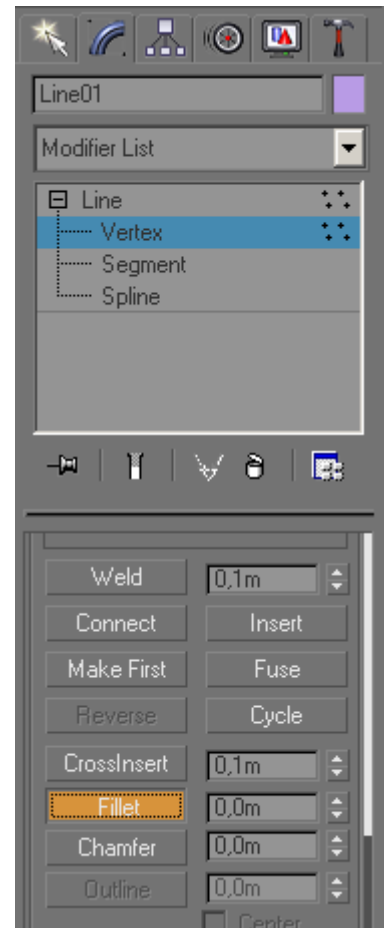 Line01
Modifier List
Line
Vertex
Segment
Spline
Weld 0,1m
Connect Insert
Make First Fuse
Reverse Cycle
CrossInsert 0,1m
Fillet 0,0m
Chamfer 0,0m
Outline 0,0m
Center